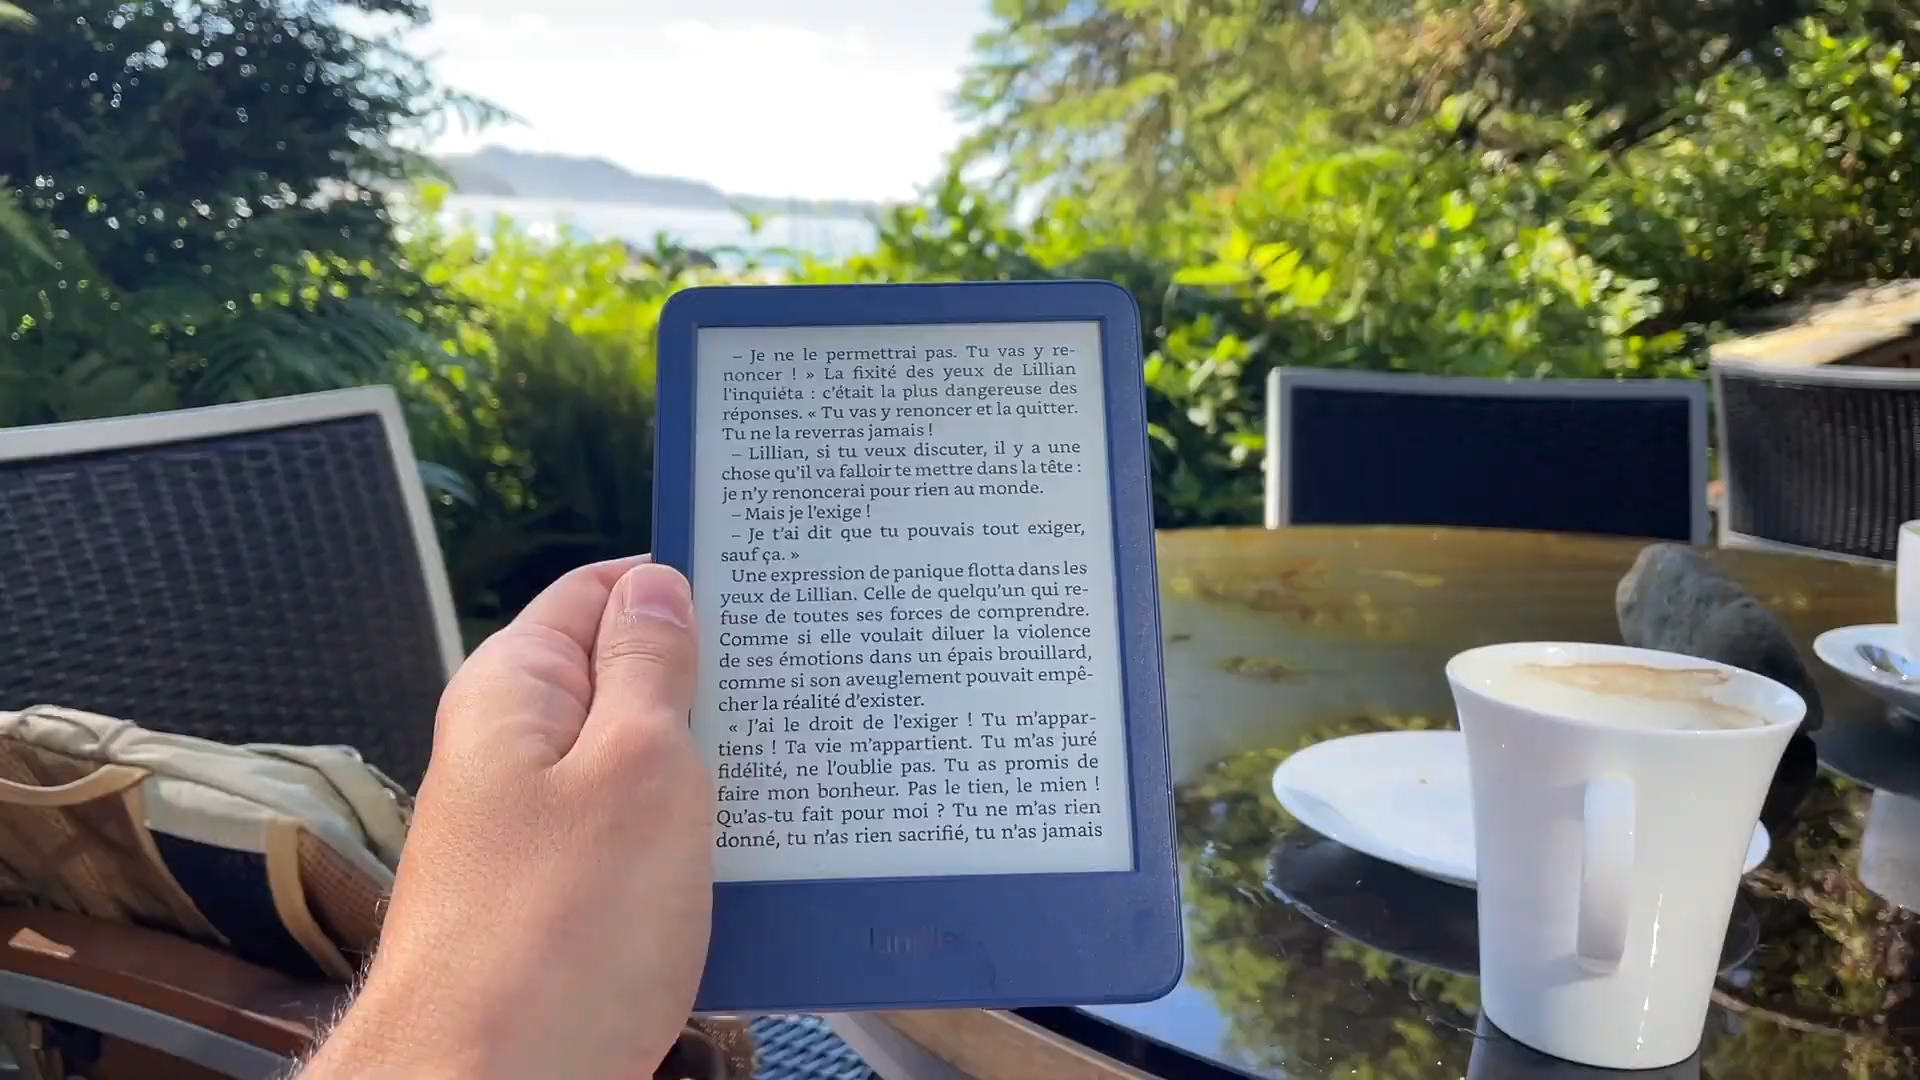 – Je ne le permettrai pas. Tu vas y re-
noncer ! » La fixité des yeux de Lillian
l'inquiéta : c'était la plus dangereuse des
réponses. « Tu vas y renoncer et la quitter.
Tu ne la reverras jamais !
– Lillian, si tu veux discuter, il y a une
chose qu'il va falloir te mettre dans la tête :
je n'y renoncerai pour rien au monde.
– Mais je l'exige !
– Je t'ai dit que tu pouvais tout exiger,
sauf ça. »
Une expression de panique flotta dans les
yeux de Lillian. Celle de quelqu'un qui re-
fuse de toutes ses forces de comprendre.
Comme si elle voulait diluer la violence
de ses émotions dans un épais brouillard,
comme si son aveuglement pouvait empê-
cher la réalité d'exister.
« J'ai le droit de l'exiger ! Tu m'appar-
tiens ! Ta vie m'appartient. Tu m'as juré
fidélité, ne l'oublie pas. Tu as promis de
faire mon bonheur. Pas le tien, le mien !
Qu'as-tu fait pour moi ? Tu ne m'as rien
donné, tu n'as rien sacrifié, tu n'as jamais
kindle